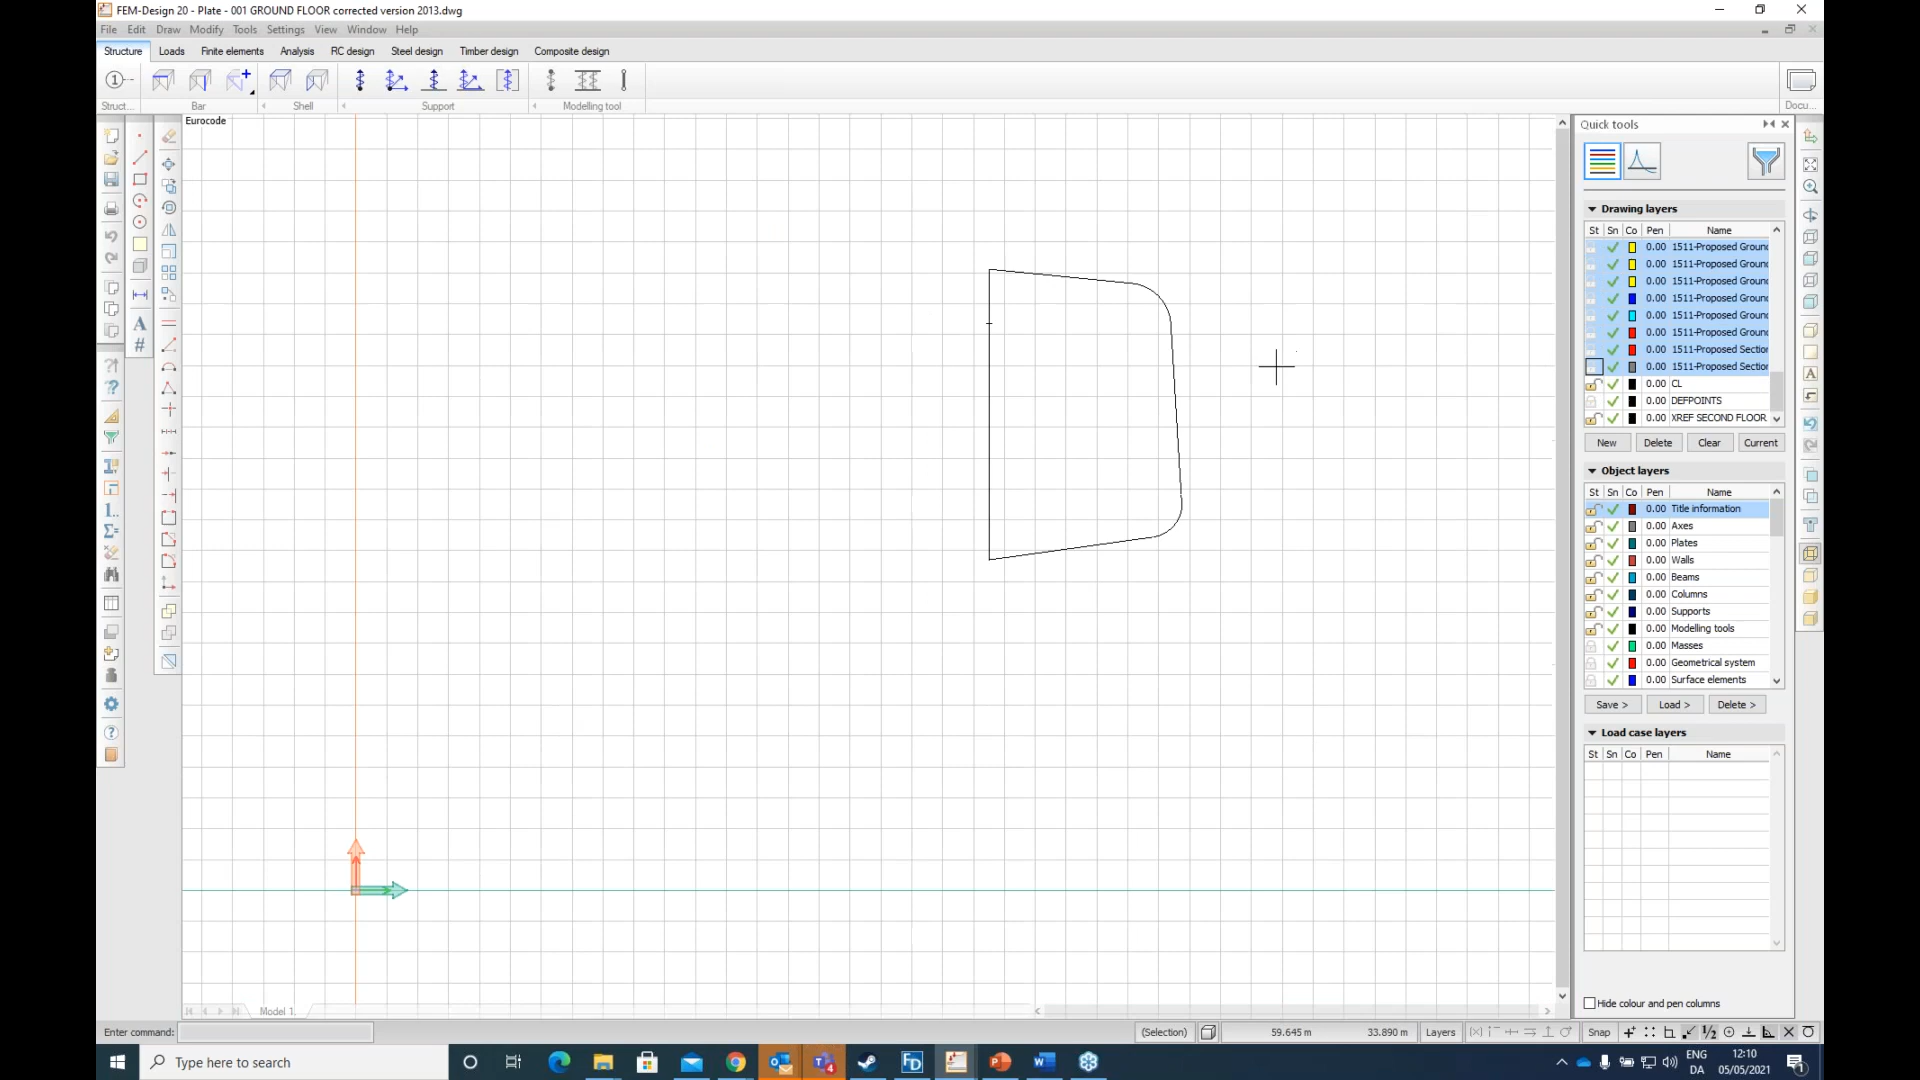 FEM-Design 20 - Plate - 001 GROUND FLOOR corrected version 2013.dwg
File Edit Draw Modify Tools Settings View Window Help
Structure Loads Finite elements Analysis RC design Steel design Timber design Composite design
Struct... Bar Shell Support Modelling tool Docu...
Eurocode
Quick tools
Drawing layers
St Sn Co Pen Name
0.00 1511-Proposed Ground
0.00 1511-Proposed Ground
0.00 1511-Proposed Ground
0.00 1511-Proposed Ground
0.00 1511-Proposed Ground
0.00 1511-Proposed Ground
0.00 1511-Proposed Section
0.00 1511-Proposed Section
0.00 CL
0.00 DEFPOINTS
0.00 XREF SECOND FLOOR
New Delete Clear Current
Object layers
St Sn Co Pen Name
0.00 Title information
0.00 Axes
0.00 Plates
0.00 Walls
0.00 Beams
0.00 Columns
0.00 Supports
0.00 Modelling tools
0.00 Masses
0.00 Geometrical system
0.00 Surface elements
Save > Load > Delete >
Load case layers
St Sn Co Pen Name
Hide colour and pen columns
Model 1.
Enter command: (Selection) 59.645 m 33.890 m Layers Snap
Type here to search
ENG 12:10
DA 05/05/2021